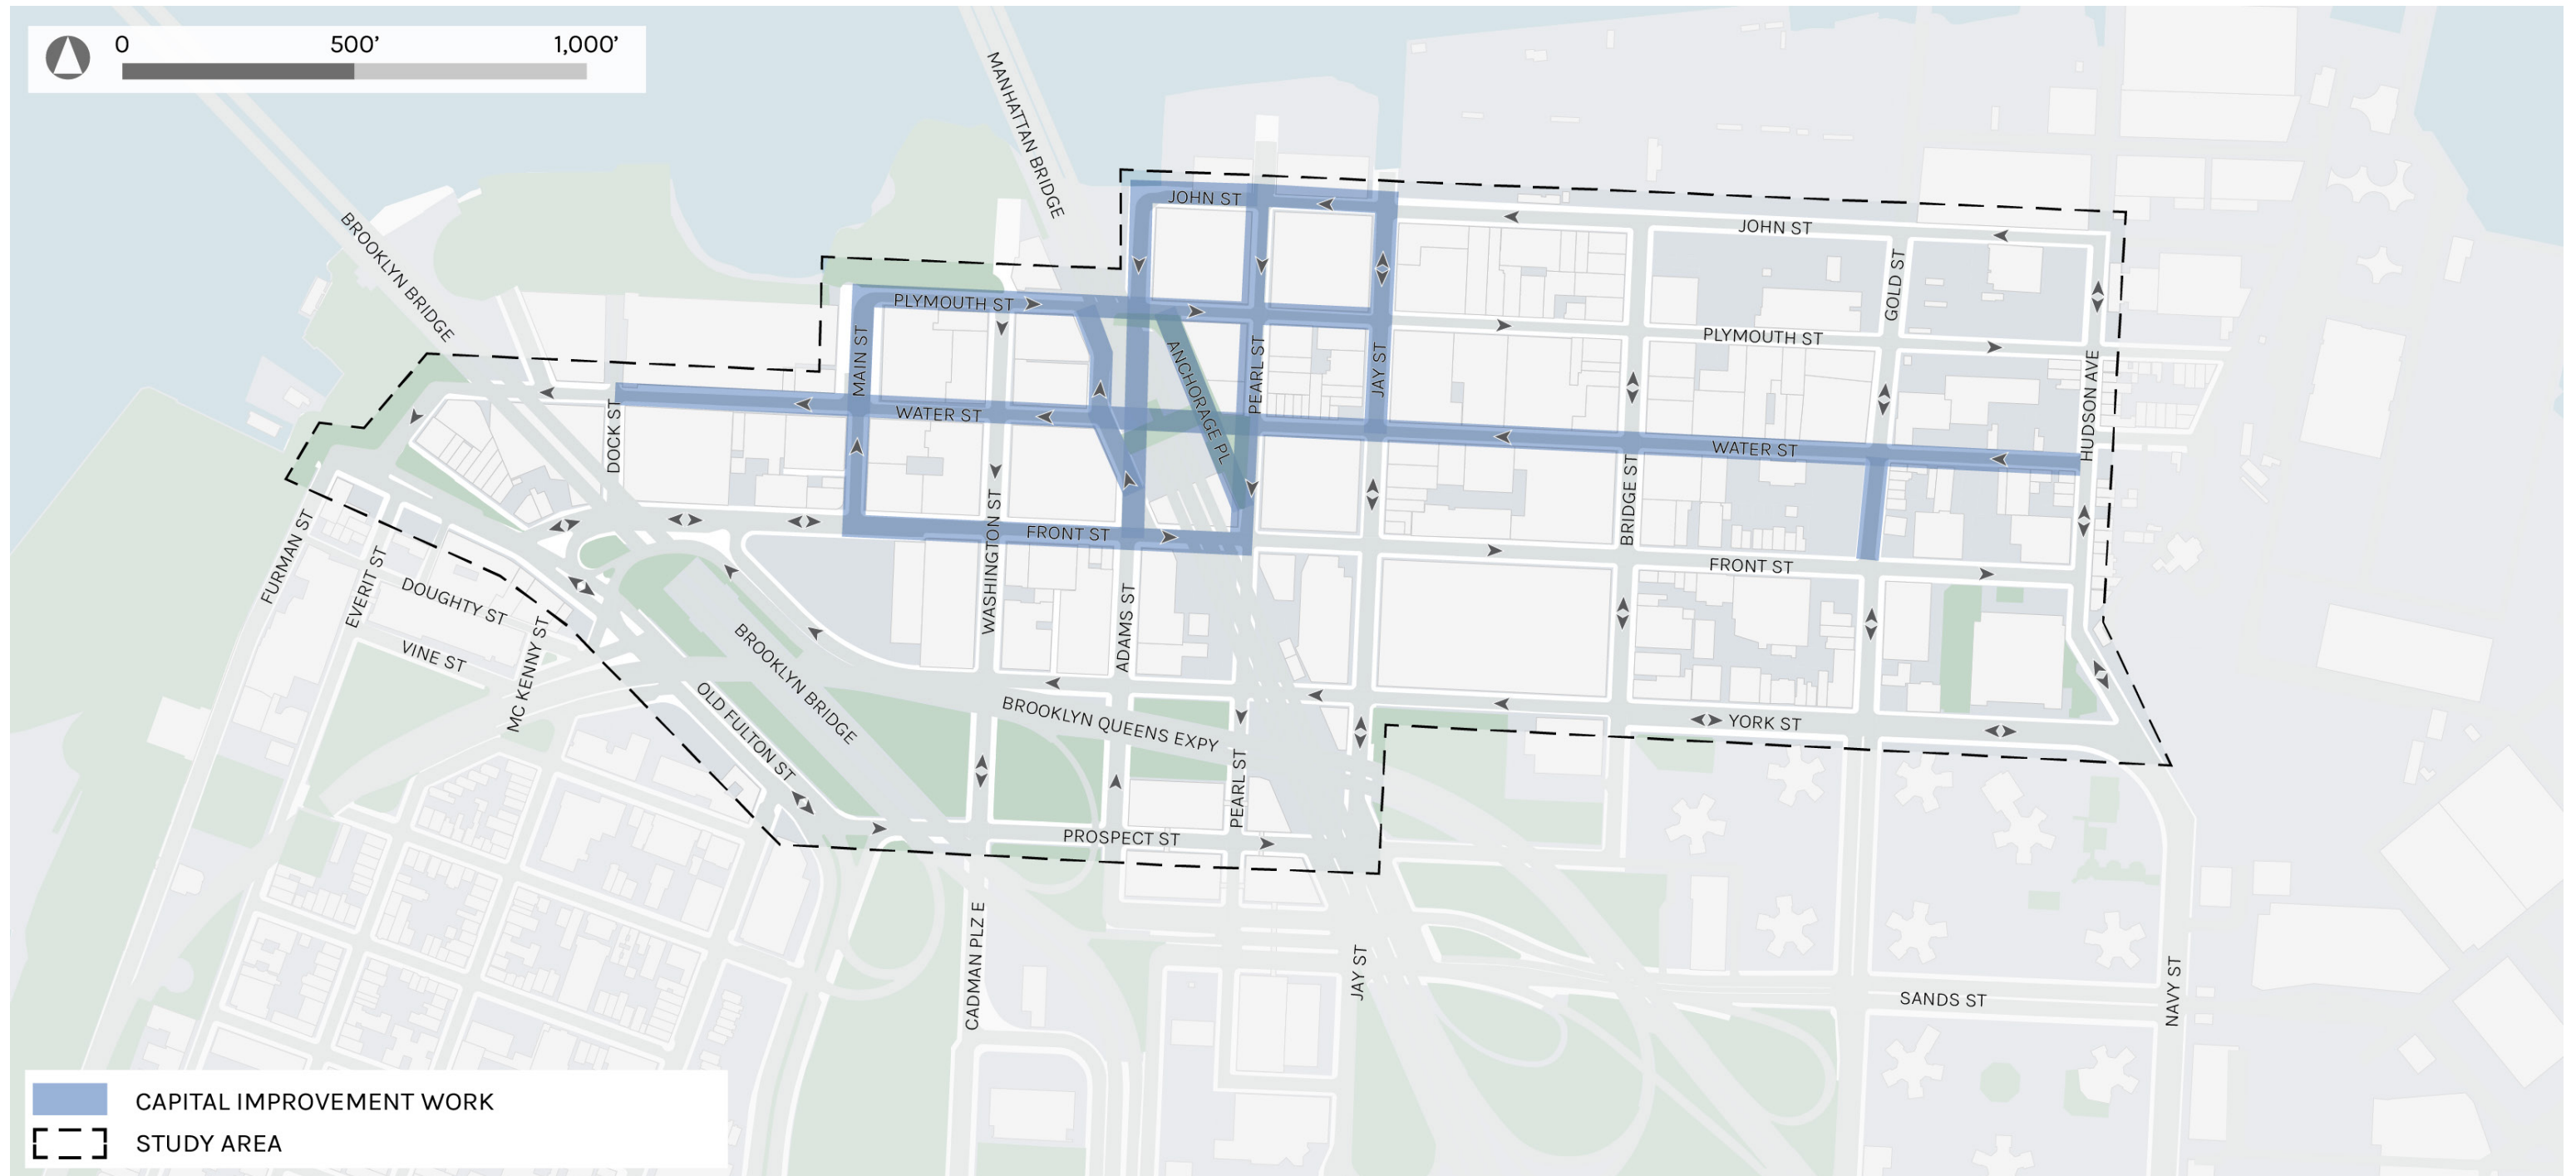 0 500’ 1,000’
MANHATTAN BRIDGE
BROOKLYN BRIDGE
JOHN ST
JOHN ST
GOLD ST
PLYMOUTH ST
PLYMOUTH ST
MAIN ST
ANCHORAGE PL
PEARL ST
JAY ST
HUDSON AVE
WATER ST
WATER ST
DOCK ST
BRIDGE ST
WASHINGTON ST
FRONT ST
FRONT ST
FURMAN ST
EVERIT ST
DOUGHTY ST
VINE ST
MC KENNY ST
ADAMS ST
BROOKLYN BRIDGE
OLD FULTON ST
BROOKLYN QUEENS EXPY
YORK ST
PEARL ST
PROSPECT ST
CADMAN PLZ E
JAY ST
SANDS ST
NAVY ST
CAPITAL IMPROVEMENT WORK
STUDY AREA